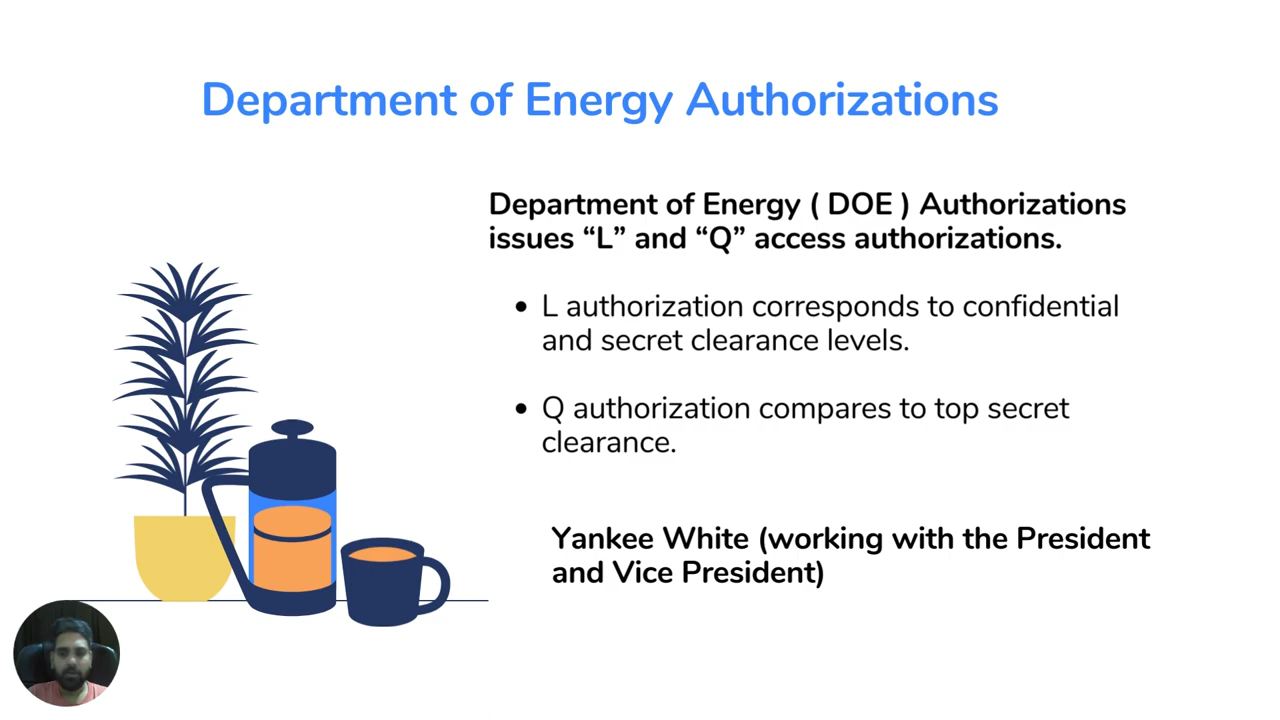 Department of Energy Authorizations
Department of Energy ( DOE ) Authorizations
issues “L” and “Q” access authorizations.
• L authorization corresponds to confidential
and secret clearance levels.
• Q authorization compares to top secret
clearance.
Yankee White (working with the President
and Vice President)